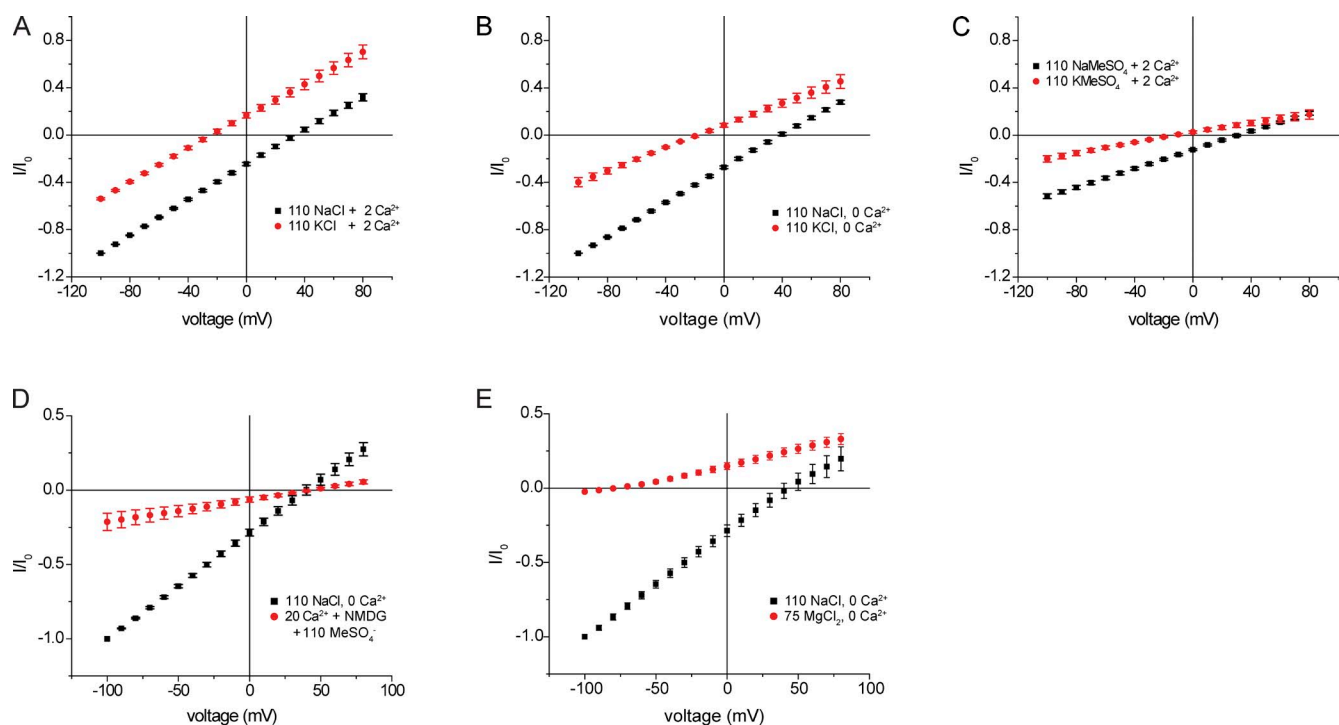 A
0.8
0.4
0.0
-0.4
-0.8
-1.2
I/I₀
-120 -80 -40 0 40 80
voltage (mV)
110 NaCl + 2 Ca²⁺
110 KCl + 2 Ca²⁺
B
0.8
0.4
0.0
-0.4
-0.8
-1.2
I/I₀
-120 -80 -40 0 40 80
voltage (mV)
110 NaCl, 0 Ca²⁺
110 KCl, 0 Ca²⁺
C
0.8
0.4
0.0
-0.4
-0.8
-1.2
I/I₀
-120 -80 -40 0 40 80
voltage (mV)
110 NaMeSO₄ + 2 Ca²⁺
110 KMeSO₄ + 2 Ca²⁺
D
0.5
0.0
-0.5
-1.0
I/I₀
-100 -50 0 50 100
voltage (mV)
110 NaCl, 0 Ca²⁺
20 Ca²⁺ + NMDG
+110 MeSO₄⁻
E
0.5
0.0
-0.5
-1.0
I/I₀
-100 -50 0 50 100
voltage (mV)
110 NaCl, 0 Ca²⁺
75 MgCl₂, 0 Ca²⁺